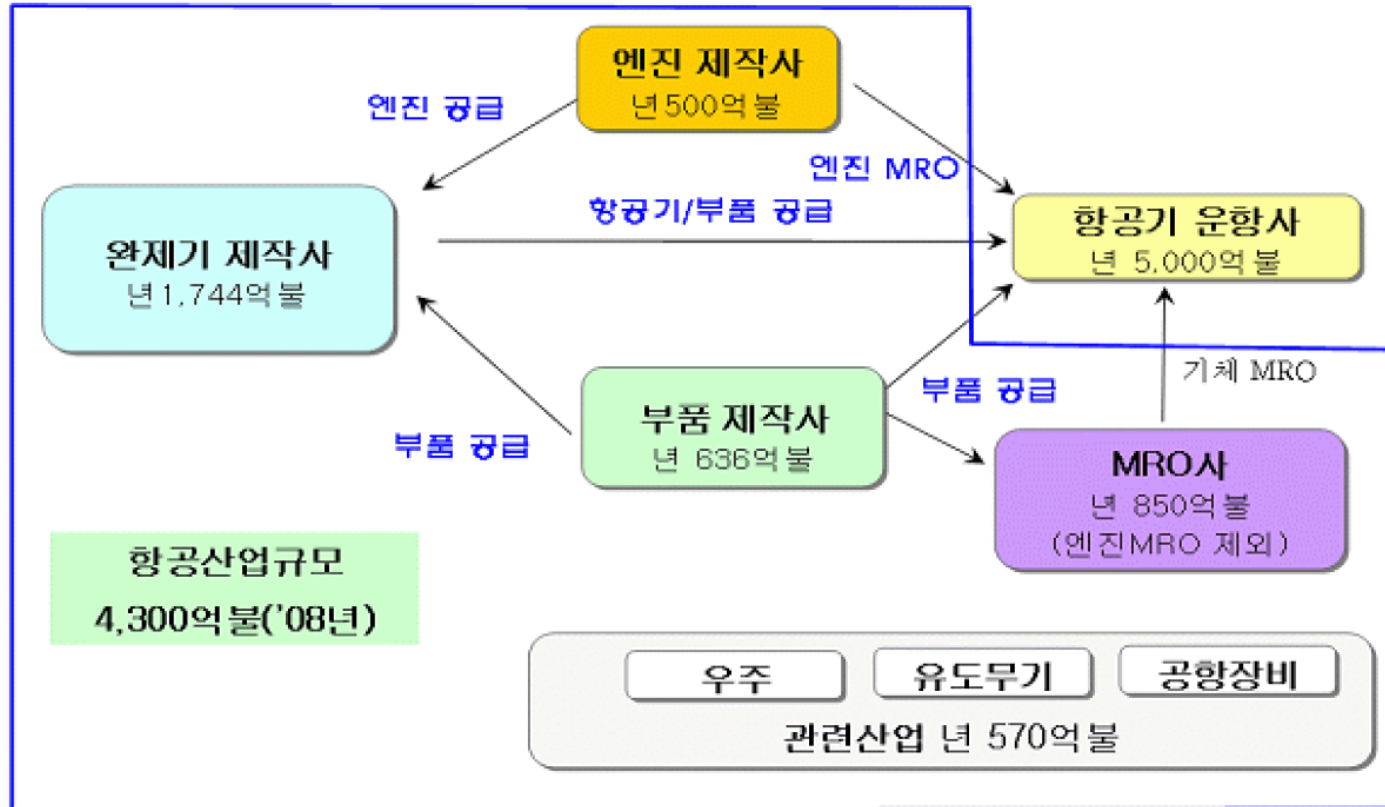 엔진 제작사
년500억불
엔진 공급
엔진 MRO
항공기/부품 공급
완제기 제작사
년1,744억불
항공기 운항사
년 5,000억불
기체 MRO
부품 제작사
년 636억불
부품 공급
부품 공급
MRO사
년 850억불
(엔진MRO 제외)
항공산업규모
4,300억불('08년)
우주
유도무기
공항장비
관련산업 년 570억불